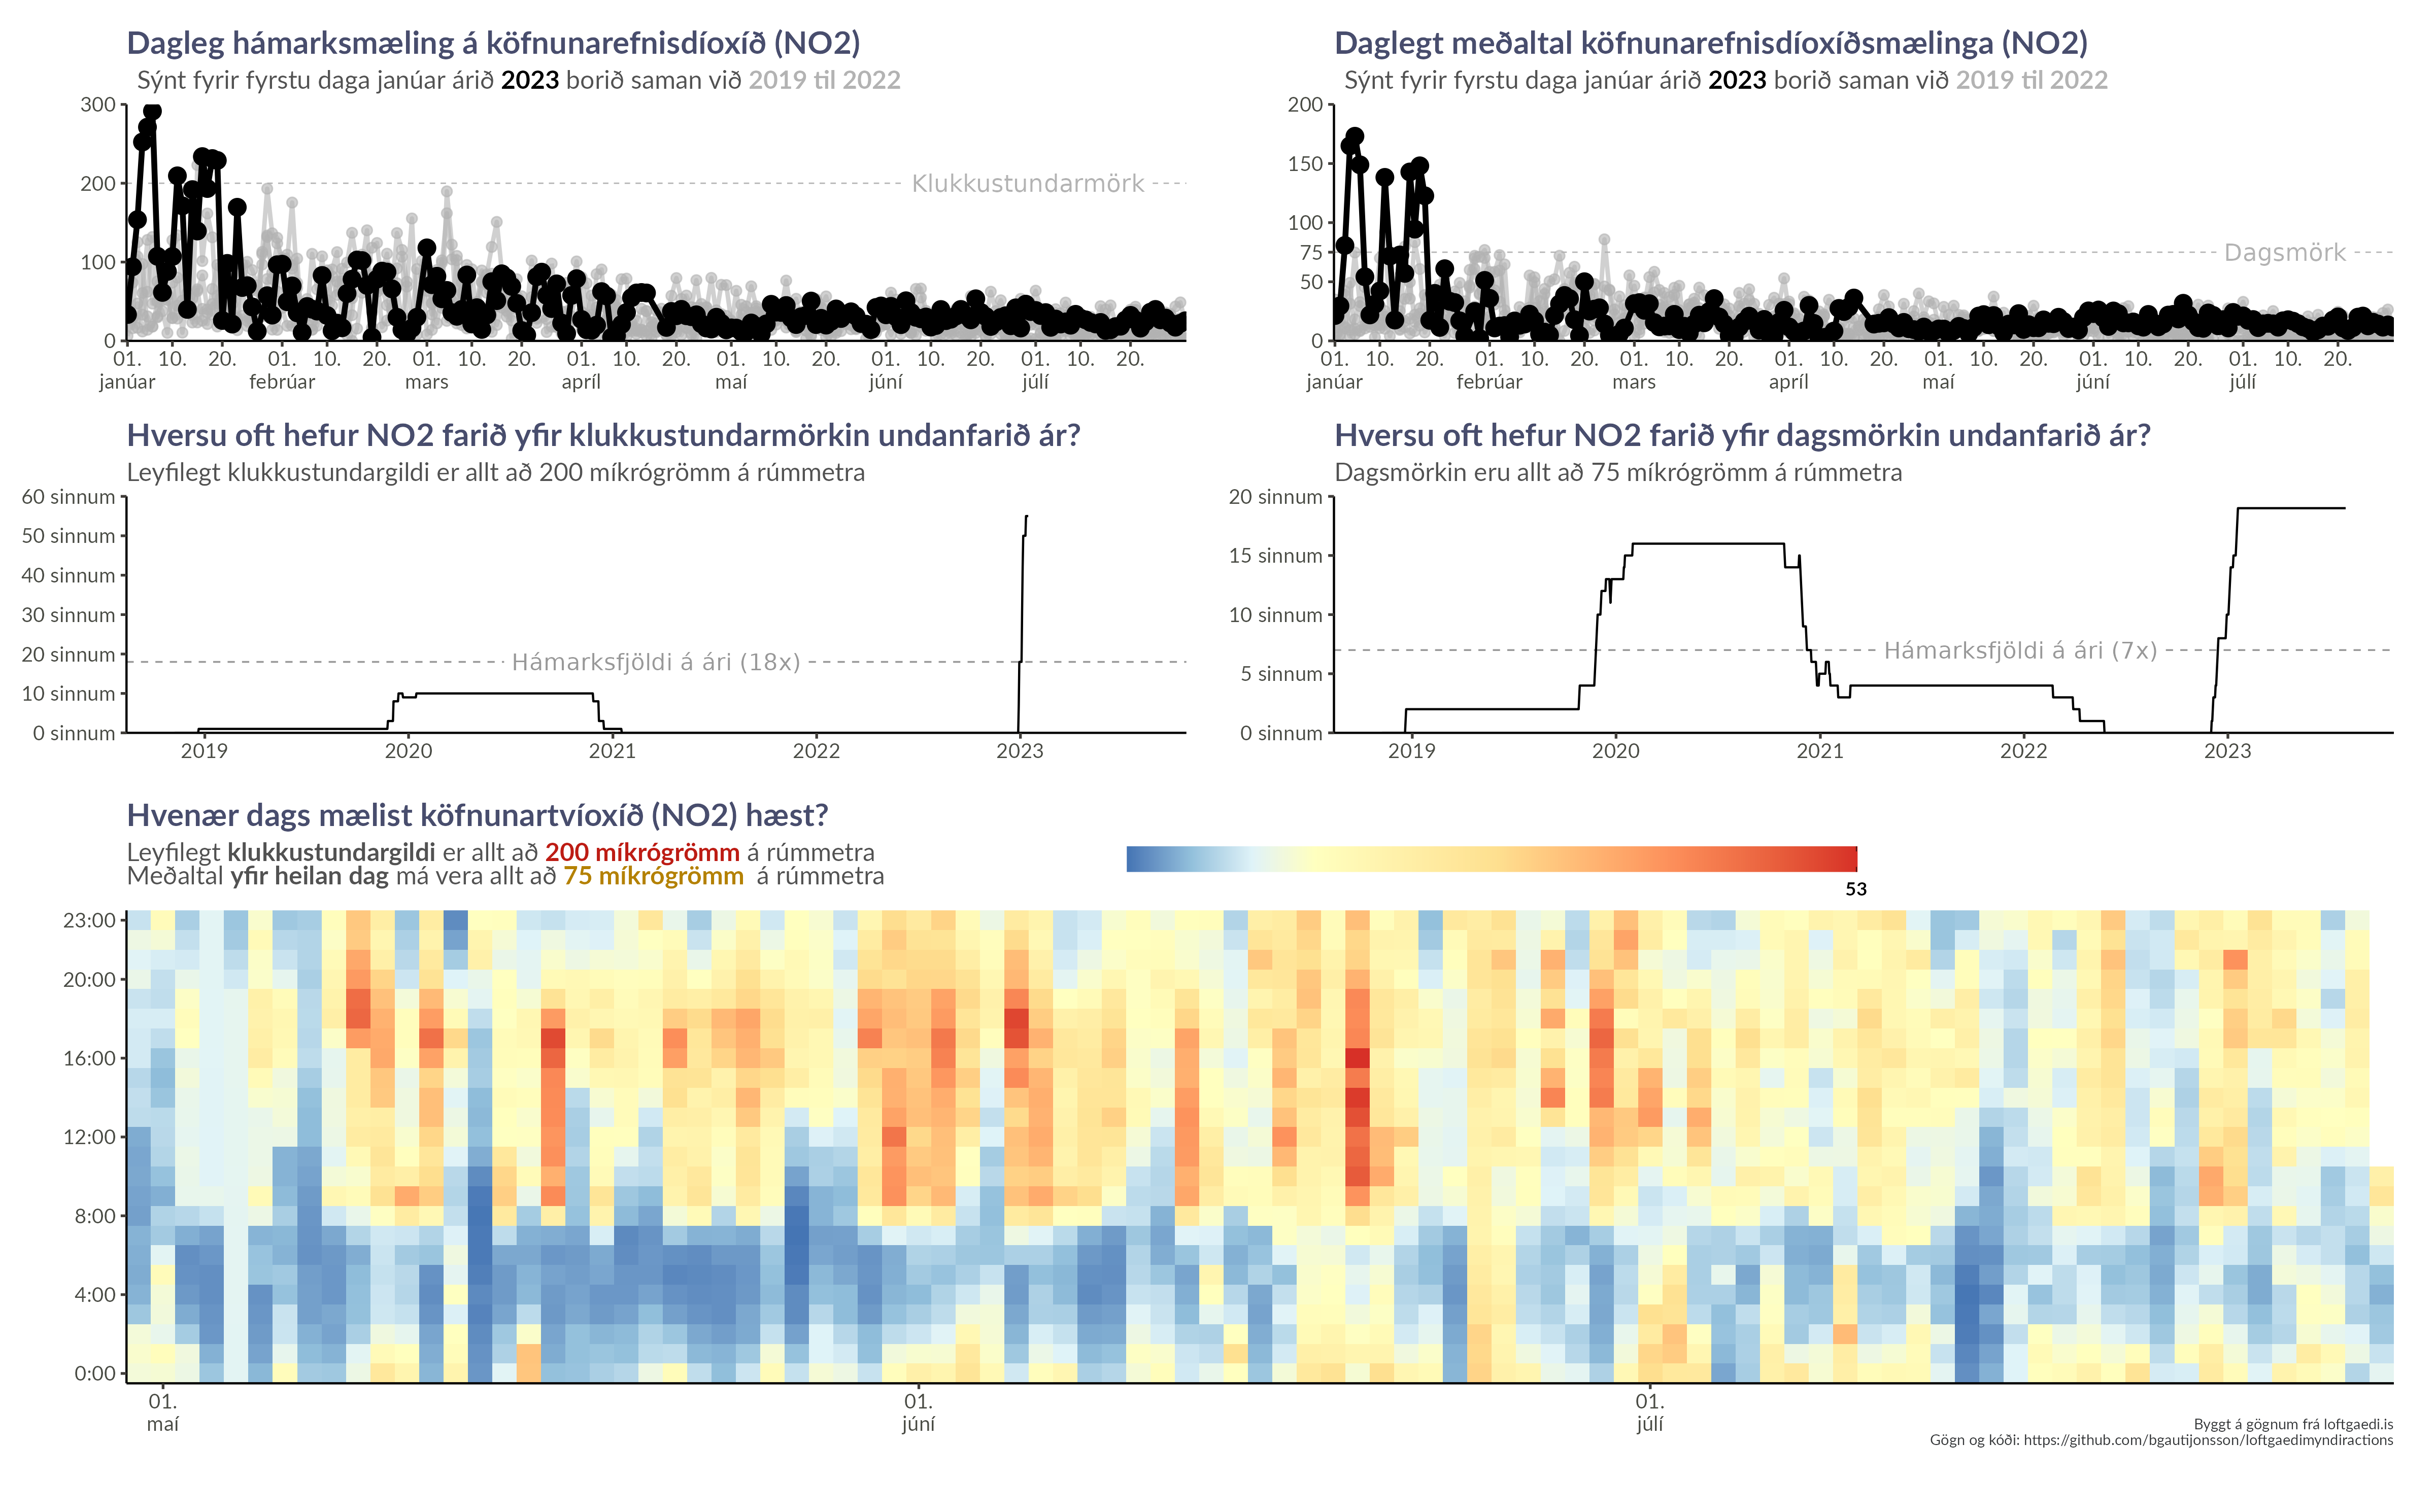 Dagleg hámarksmæling á köfnunarefnisdíoxíð (NO2)
Sýnt fyrir fyrstu daga janúar árið 2023 borið saman við 2019 til 2022
300
200
100
0
Klukkustundarmörk
01. 10. 20. 01. 10. 20. 01. 10. 20. 01. 10. 20. 01. 10. 20. 01. 10. 20. 01. 10. 20.
janúar febrúar mars apríl maí júní júlí
Daglegt meðaltal köfnunarefnisdíoxíðsmælinga (NO2)
Sýnt fyrir fyrstu daga janúar árið 2023 borið saman við 2019 til 2022
200
150
100
75
50
0
Dagsmörk
01. 10. 20. 01. 10. 20. 01. 10. 20. 01. 10. 20. 01. 10. 20. 01. 10. 20. 01. 10. 20.
janúar febrúar mars apríl maí júní júlí
Hversu oft hefur NO2 farið yfir klukkustundarmörkin undanfarið ár?
Leyfilegt klukkustundargildi er allt að 200 míkrógrömm á rúmmetra
60 sinnum
50 sinnum
40 sinnum
30 sinnum
20 sinnum
10 sinnum
0 sinnum
Hámarksfjöldi á ári (18x)
2019 2020 2021 2022 2023
Hversu oft hefur NO2 farið yfir dagsmörkin undanfarið ár?
Dagsmörkin eru allt að 75 míkrógrömm á rúmmetra
20 sinnum
15 sinnum
10 sinnum
5 sinnum
0 sinnum
Hámarksfjöldi á ári (7x)
2019 2020 2021 2022 2023
Hvenær dags mælist köfnunartvíoxíð (NO2) hæst?
Leyfilegt klukkustundargildi er allt að 200 míkrógrömm á rúmmetra
Meðaltal yfir heilan dag má vera allt að 75 míkrógrömm á rúmmetra
53
23:00
20:00
16:00
12:00
8:00
4:00
0:00
01. 01. 01.
maí júní júlí
Byggt á gögnum frá loftgaedi.is
Gögn og kóði: https://github.com/bgautijonsson/loftgaedimyndiractions